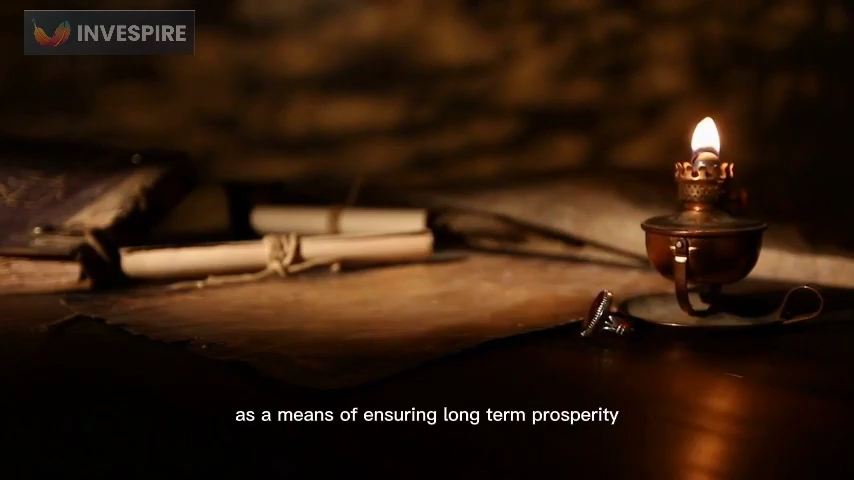 INVESPIRE
as a means of ensuring long term prosperity